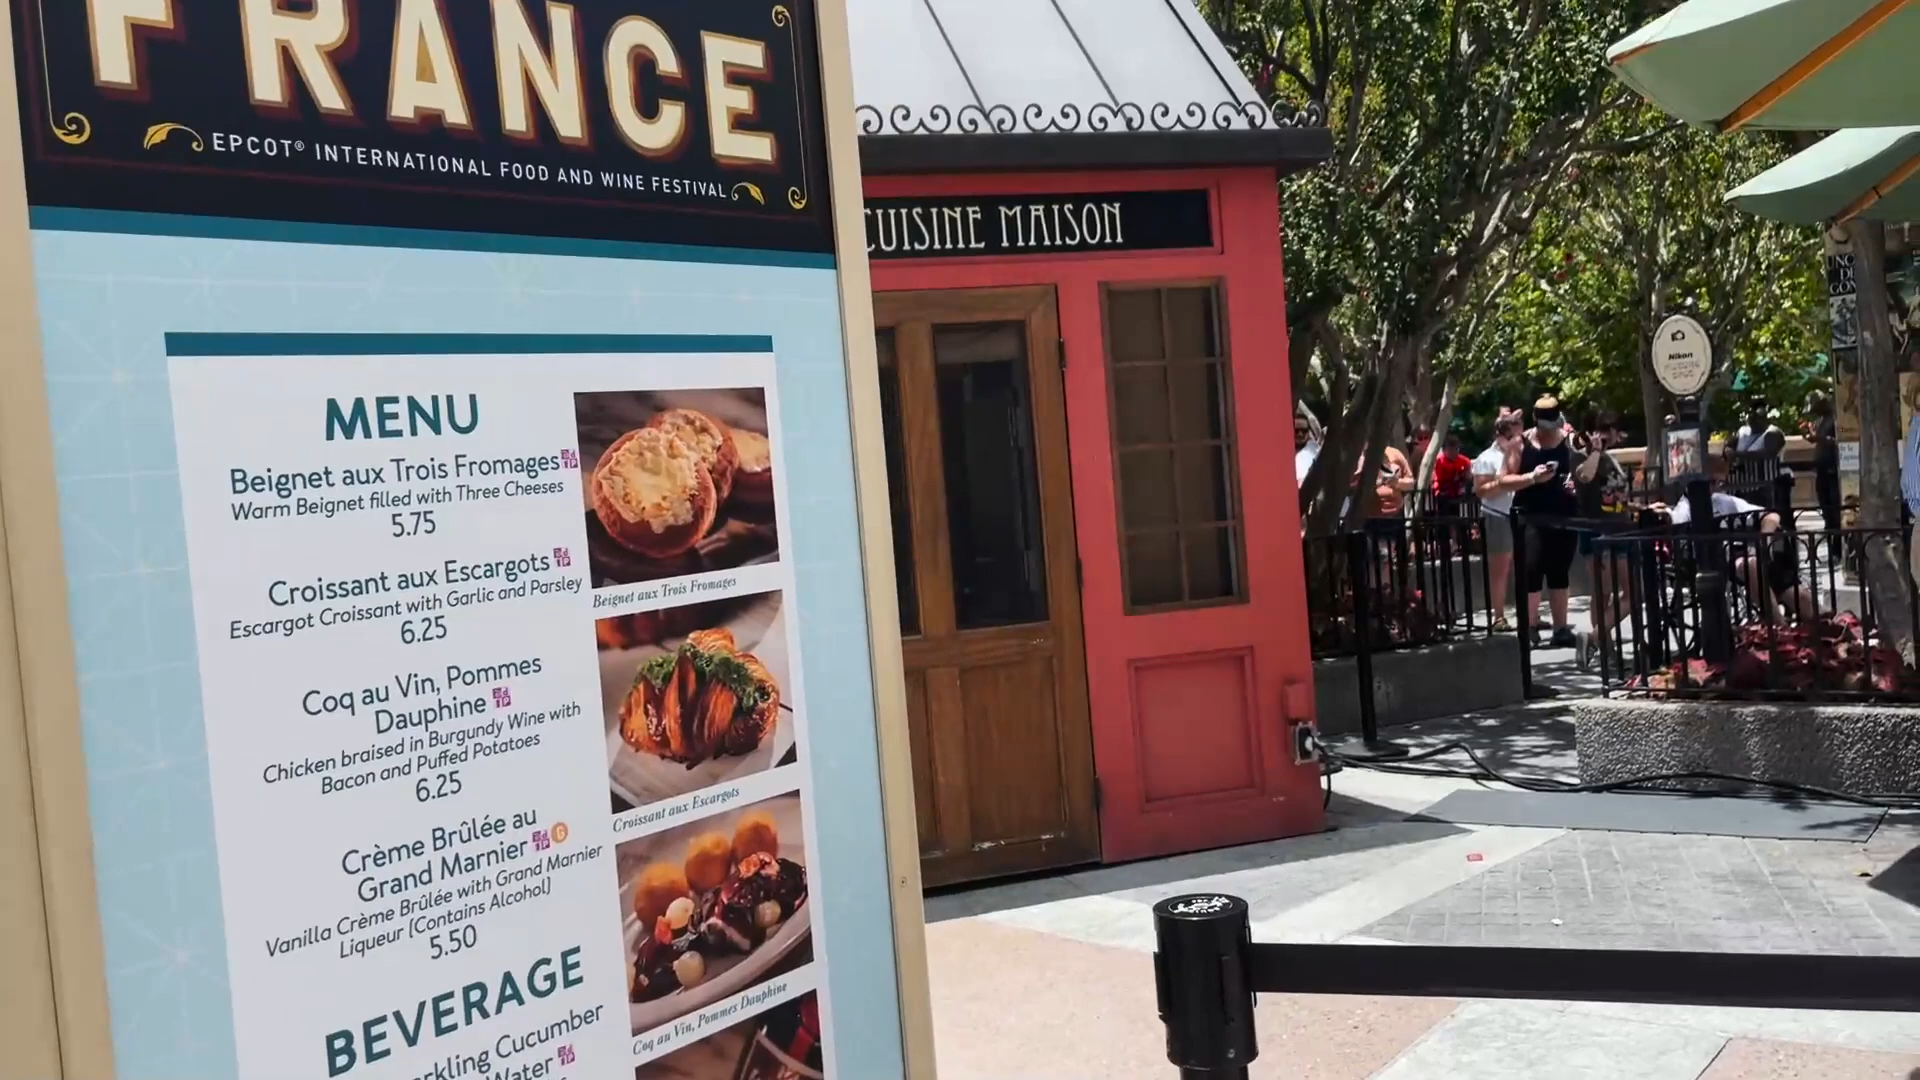 FRANCE
EPCOT® INTERNATIONAL FOOD AND WINE FESTIVAL
MENU
Beignet aux Trois Fromages
Warm Beignet filled with Three Cheeses
5.75
Croissant aux Escargots
Escargot Croissant with Garlic and Parsley
6.25
Coq au Vin, Pommes
Dauphine
Chicken braised in Burgundy Wine with
Bacon and Puffed Potatoes
6.25
Crème Brûlée au
Grand Marnier G
Vanilla Crème Brûlée with Grand Marnier
Liqueur (Contains Alcohol)
5.50
BEVERAGE
rkling Cucumber
Water
Beignet aux Trois Fromages
Croissant aux Escargots
Coq au Vin, Pommes Dauphine
CUISINE MAISON
Nikon